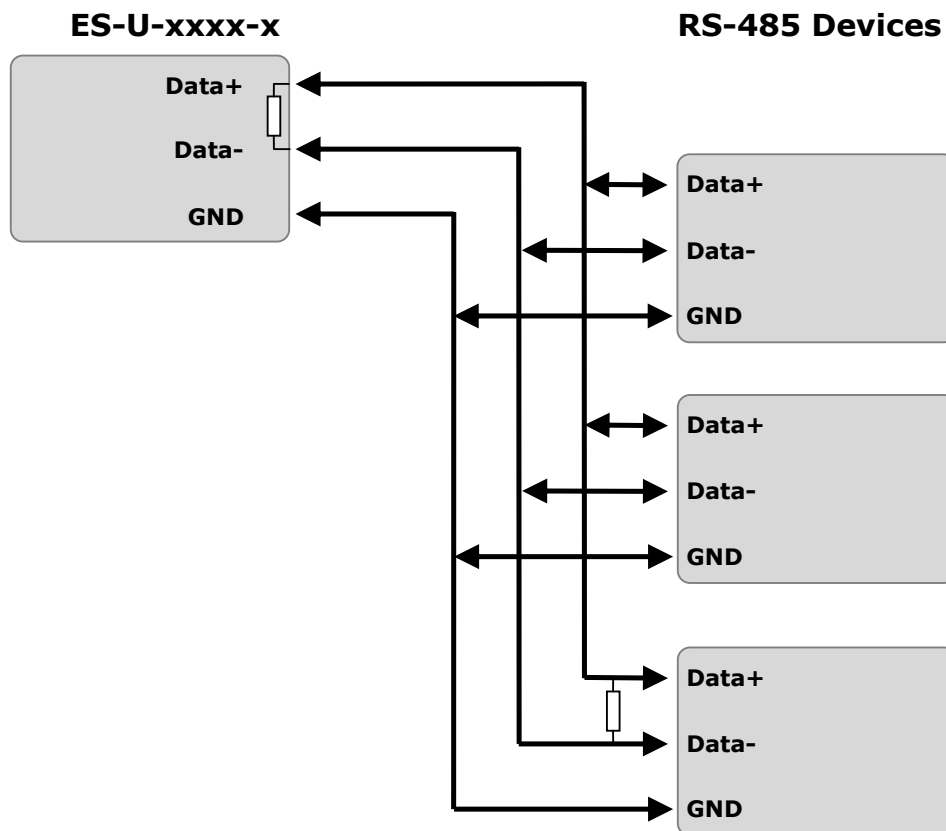 ES-U-xxxx-x
RS-485 Devices
Data+
Data-
GND
Data+
Data-
GND
Data+
Data-
GND
Data+
Data-
GND